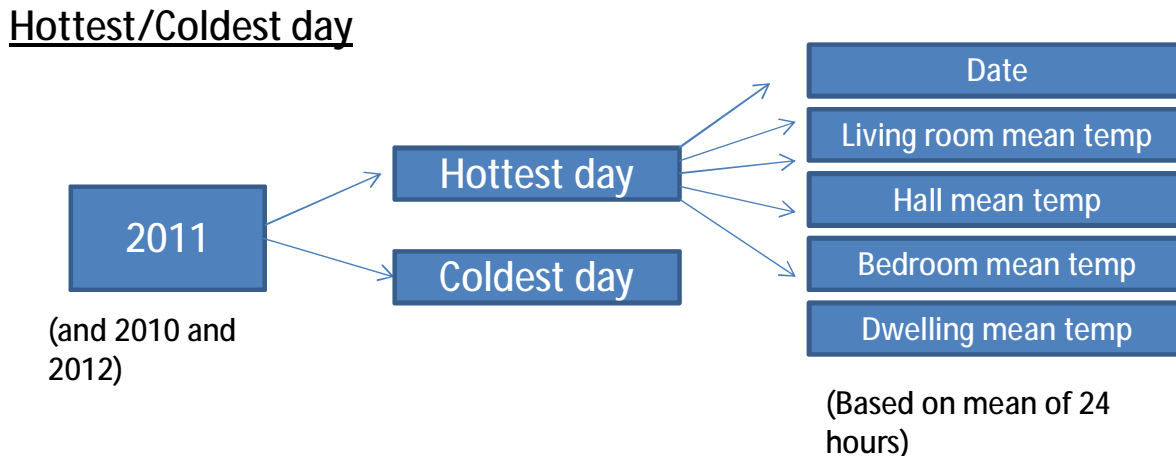 Hottest/Coldest day
2011
(and 2010 and
2012)
Hottest day
Coldest day
Date
Living room mean temp
Hall mean temp
Bedroom mean temp
Dwelling mean temp
(Based on mean of 24
hours)